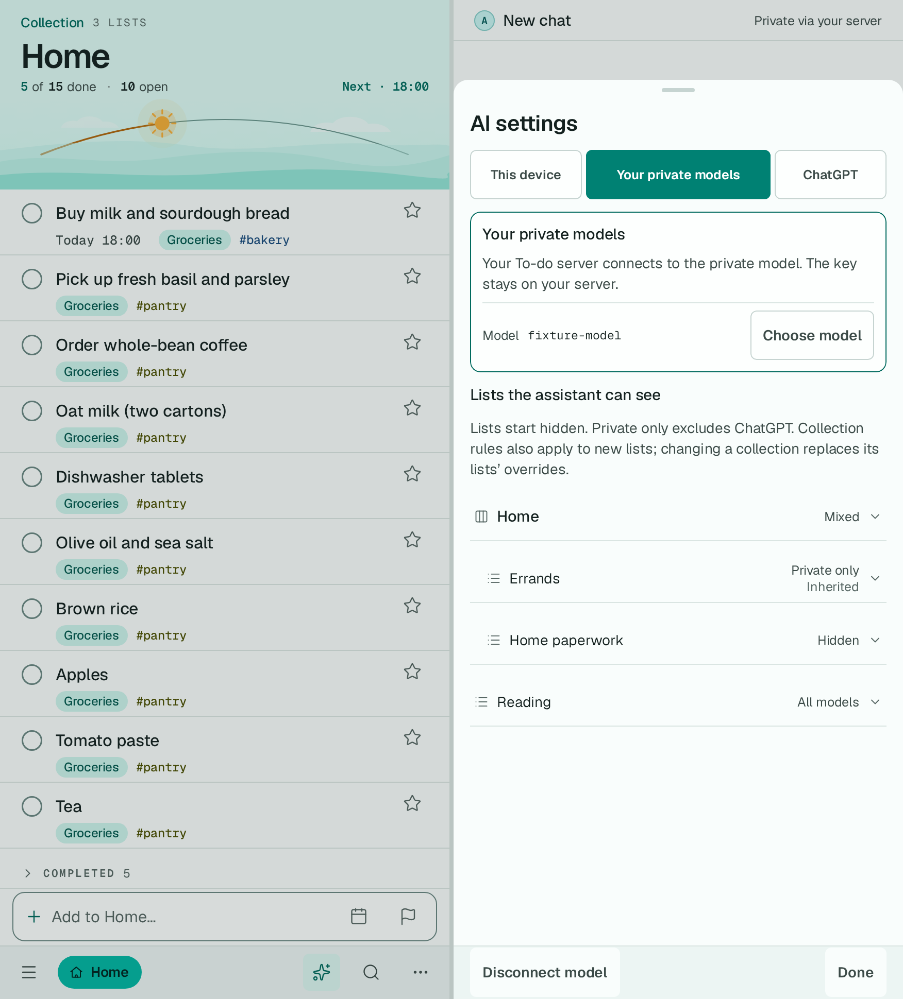 Collection 3 LISTS
Home
5 of 15 done · 10 open
Next · 18:00
Buy milk and sourdough bread
Today 18:00 Groceries #bakery
Pick up fresh basil and parsley
Groceries #pantry
Order whole-bean coffee
Groceries #pantry
Oat milk (two cartons)
Groceries #pantry
Dishwasher tablets
Groceries #pantry
Olive oil and sea salt
Groceries #pantry
Brown rice
Groceries #pantry
Apples
Groceries #pantry
Tomato paste
Groceries #pantry
Tea
Groceries #pantry
COMPLETED 5
Add to Home…
Home
A New chat
Private via your server
AI settings
This device
Your private models
ChatGPT
Your private models
Your To-do server connects to the private model. The key
stays on your server.
Model fixture-model
Choose model
Lists the assistant can see
Lists start hidden. Private only excludes ChatGPT. Collection
rules also apply to new lists; changing a collection replaces its
lists’ overrides.
Home Mixed
Errands Private only
Inherited
Home paperwork Hidden
Reading All models
Disconnect model
Done